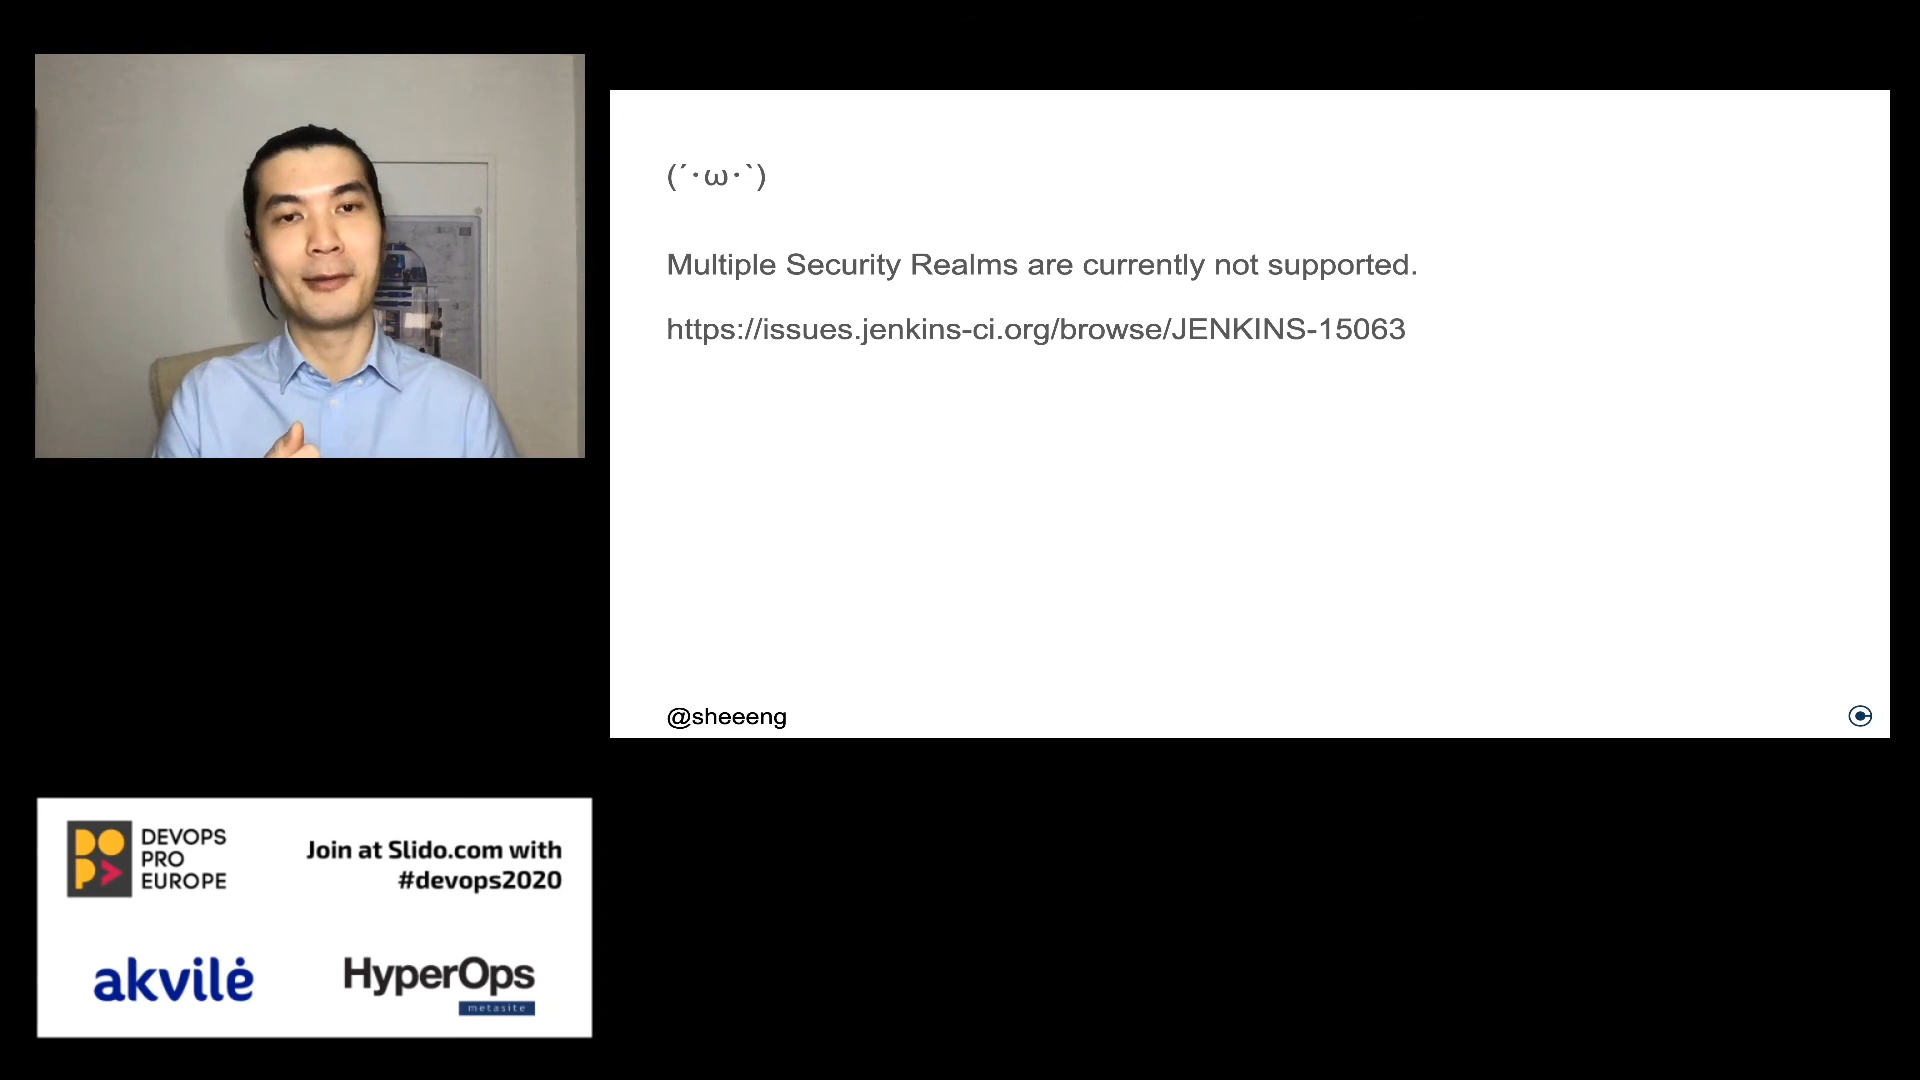 (´･ω･`)
Multiple Security Realms are currently not supported.
https://issues.jenkins-ci.org/browse/JENKINS-15063
@sheeeng
DEVOPS
PRO
EUROPE
Join at Slido.com with
#devops2020
akvilė
HyperOps
metasite